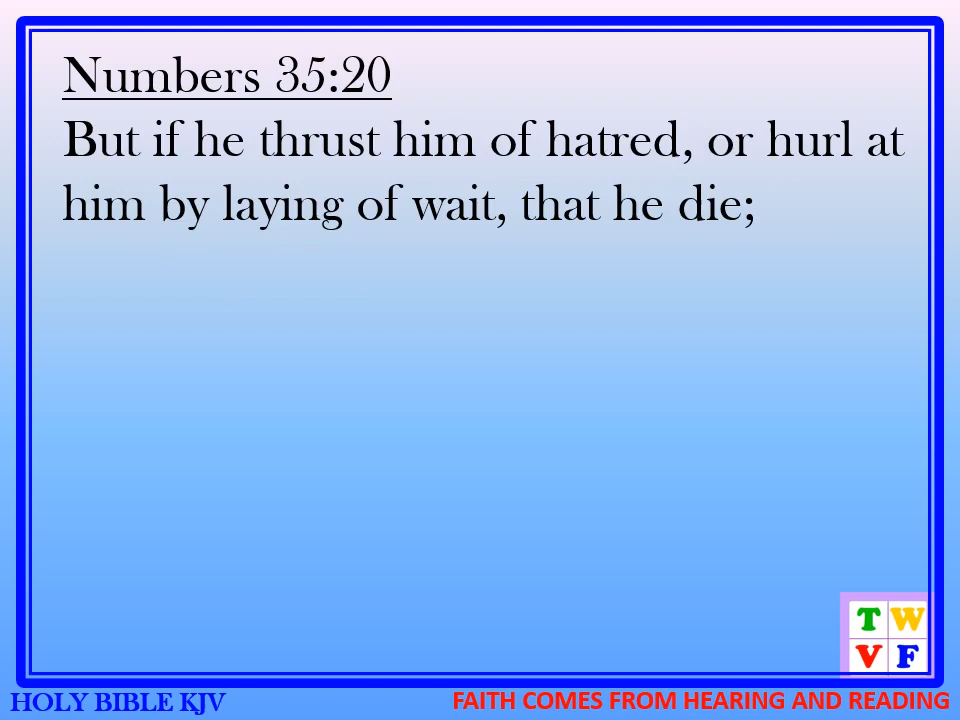 Numbers 35:20
But if he thrust him of hatred, or hurl at
him by laying of wait, that he die;
T W
V F
HOLY BIBLE KJV
FAITH COMES FROM HEARING AND READING